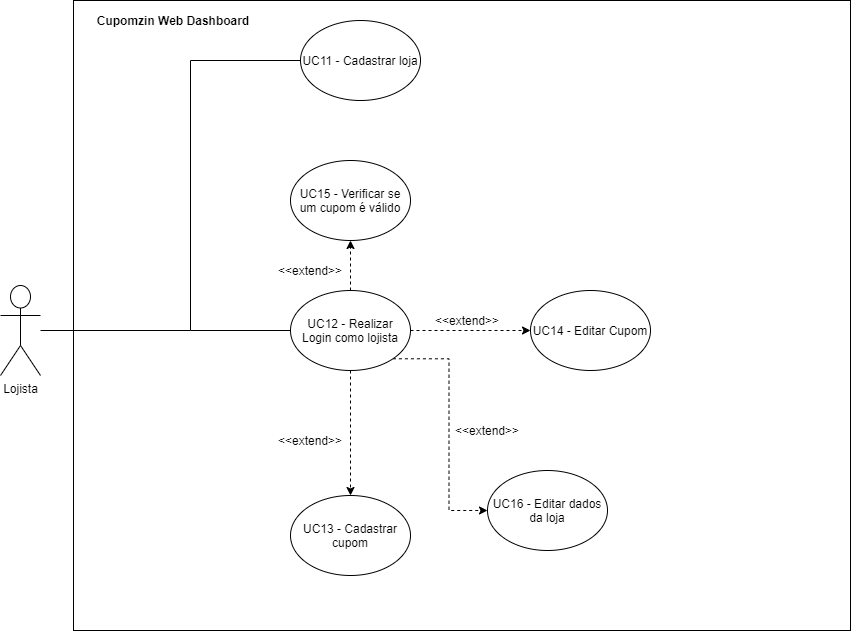 Cupomzin Web Dashboard
UC11 - Cadastrar loja
UC15 - Verificar se
um cupom é válido
<<extend>>
UC12 - Realizar
Login como lojista
<<extend>>
UC14 - Editar Cupom
Lojista
<<extend>>
<<extend>>
UC16 - Editar dados
da loja
UC13 - Cadastrar
cupom